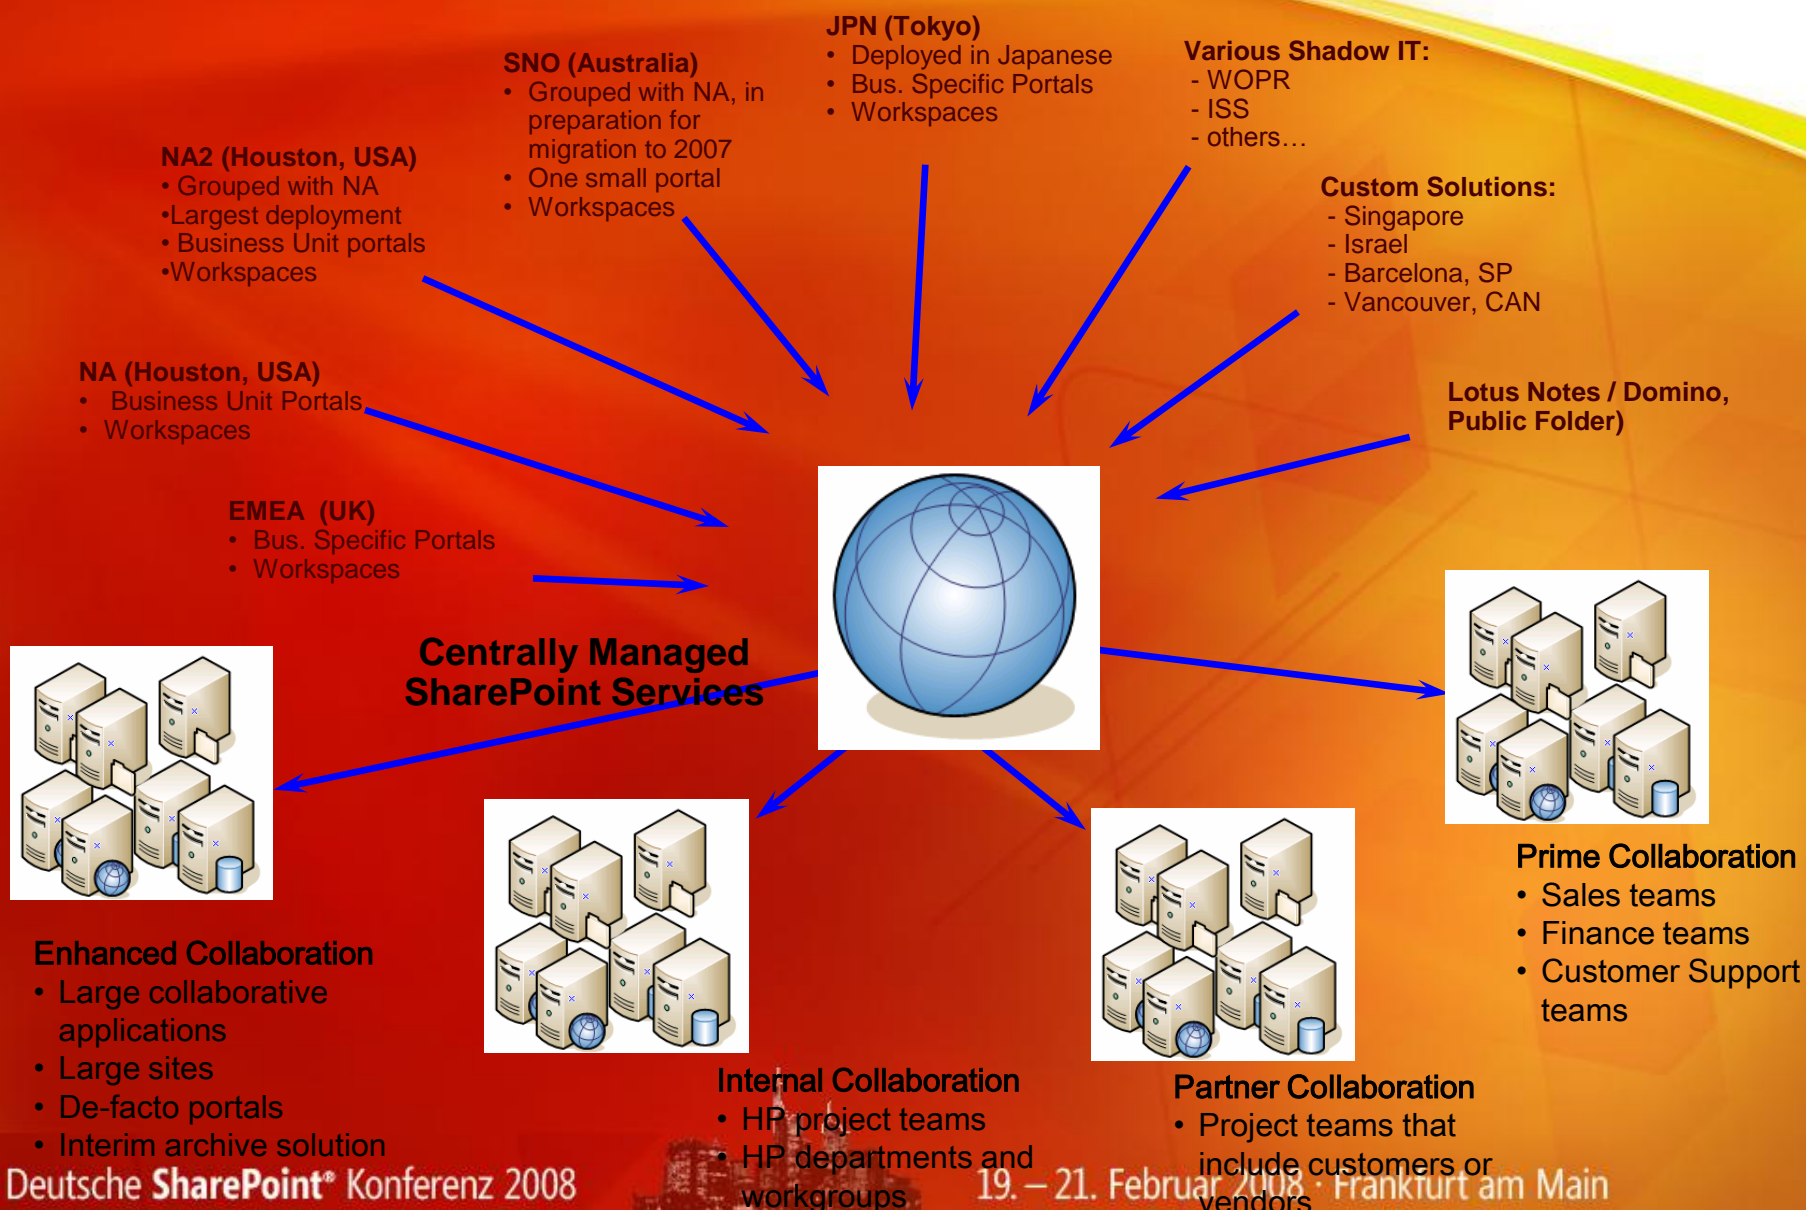 JPN (Tokyo)
• Deployed in Japanese
• Bus. Specific Portals
• Workspaces
Various Shadow IT:
- WOPR
- ISS
- others…
SNO (Australia)
• Grouped with NA, in
preparation for
migration to 2007
• One small portal
• Workspaces
NA2 (Houston, USA)
• Grouped with NA
•Largest deployment
• Business Unit portals
•Workspaces
Custom Solutions:
- Singapore
- Israel
- Barcelona, SP
- Vancouver, CAN
NA (Houston, USA)
• Business Unit Portals
• Workspaces
Lotus Notes / Domino,
Public Folder)
EMEA (UK)
• Bus. Specific Portals
• Workspaces
Centrally Managed
SharePoint Services
Prime Collaboration
• Sales teams
• Finance teams
• Customer Support
teams
Enhanced Collaboration
• Large collaborative
applications
• Large sites
• De-facto portals
• Interim archive solution
Internal Collaboration
• HP project teams
• HP departments and
workgroups
Partner Collaboration
• Project teams that
include customers or
vendors
Deutsche SharePoint® Konferenz 2008
19. – 21. Februar 2008 · Frankfurt am Main